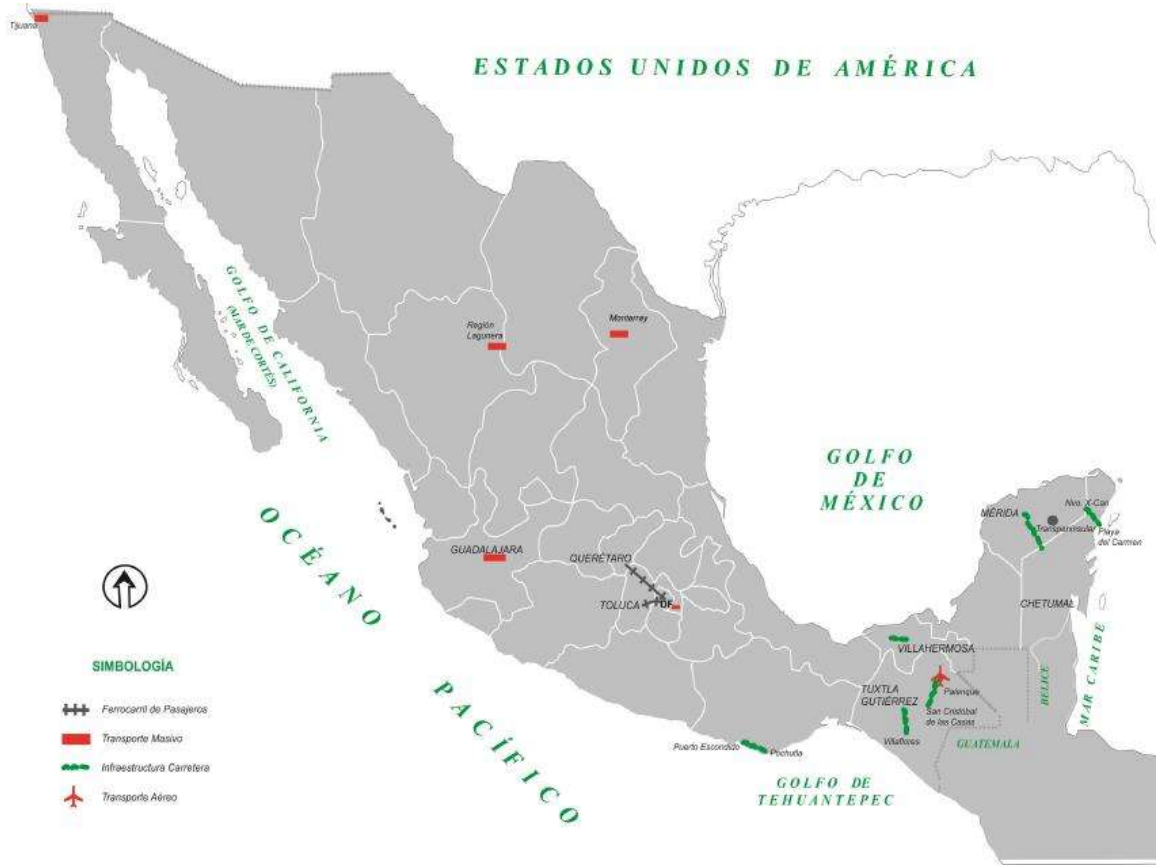 Tijuana
ESTADOS UNIDOS DE AMÉRICA
GOLFO DE CALIFORNIA
(MAR DE CORTÉS)
Región
Lagunera
Monterrey
GOLFO
DE
MÉXICO
MÉRIDA
Nvo. X-Can
Transpeninsular
Playa
del Carmen
GUADALAJARA
QUERÉTARO
TOLUCA
DF
CHETUMAL
OCÉANO PACÍFICO
VILLAHERMOSA
BELICE
MAR CARIBE
TUXTLA
GUTIÉRREZ
Palenque
San Cristóbal
de las Casas
Villaflores
GUATEMALA
Puerto Escondido
Pochutla
GOLFO DE
TEHUANTEPEC
SIMBOLOGÍA
Ferrocarril de Pasajeros
Transporte Masivo
Infraestructura Carretera
Transporte Aéreo